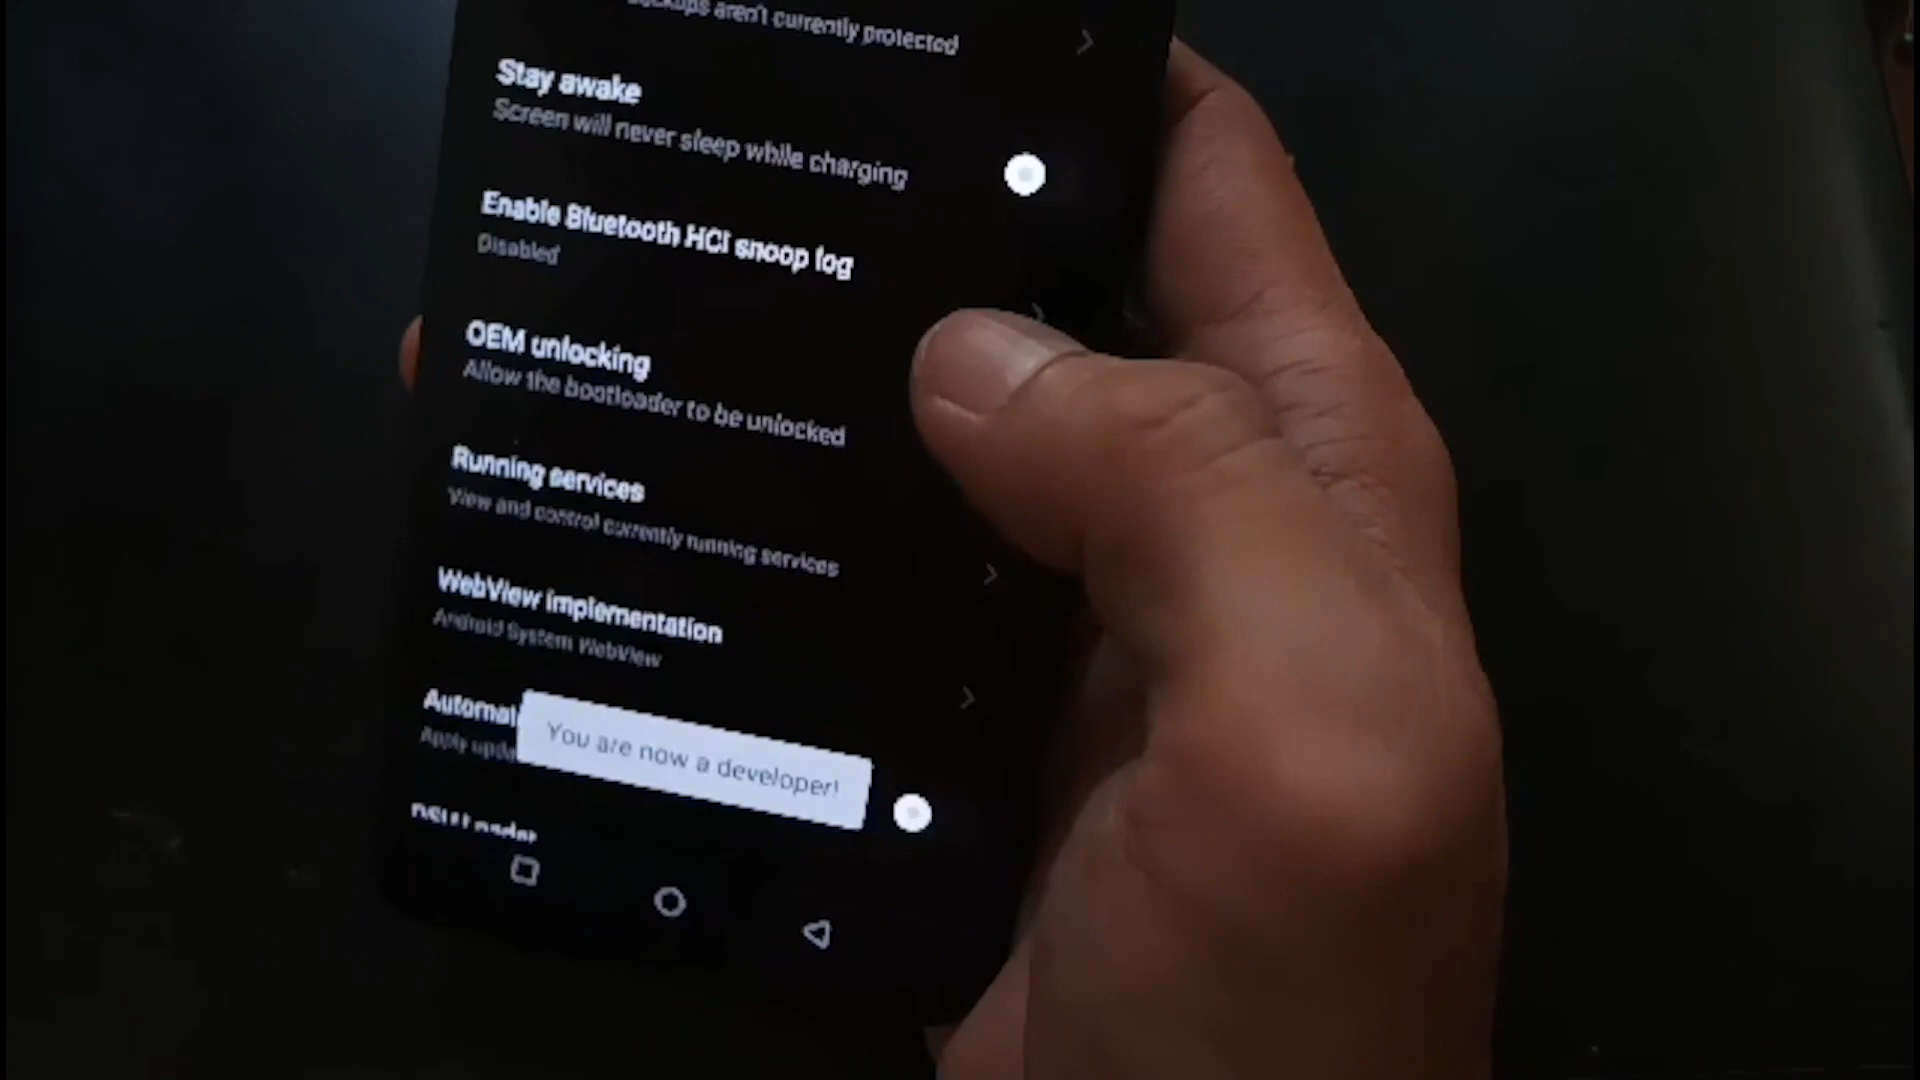 aren't currently protected
Stay awake
Screen will never sleep while charging
Enable Bluetooth HCI snoop log
Disabled
OEM unlocking
Allow the bootloader to be unlocked
Running services
View and control currently running services
WebView implementation
Android System WebView
You are now a developer!